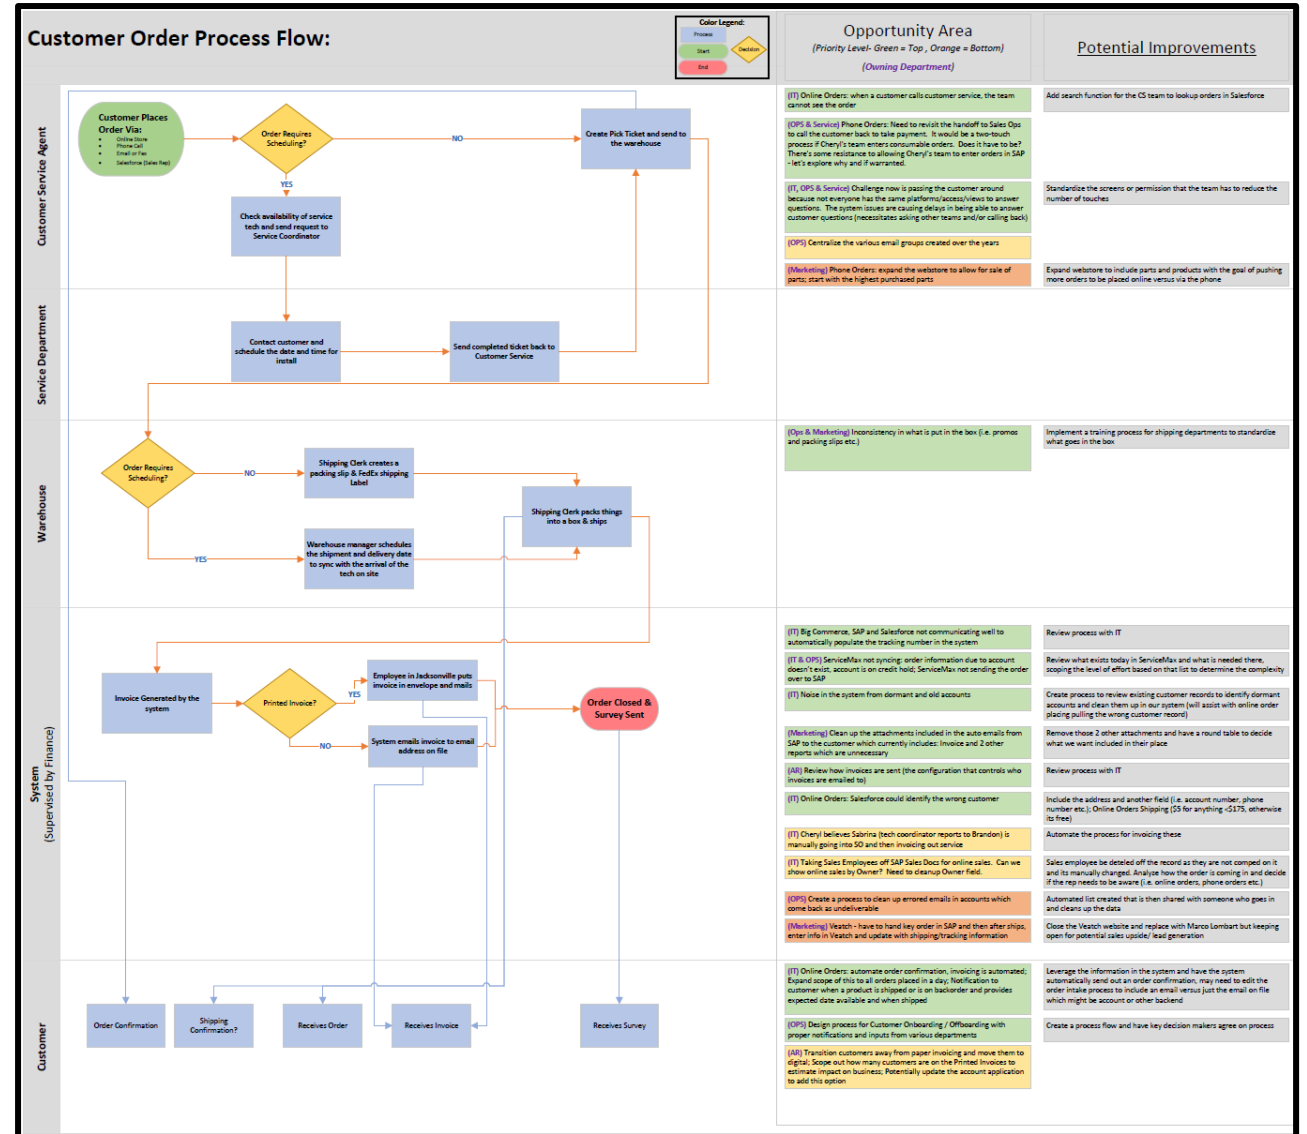 Customer Order Process Flow:
Color Legend:
Process
Start
Decision
End
Opportunity Area
(Priority Level- Green = Top , Orange = Bottom)
(Owning Department)
Potential Improvements
Customer Service Agent
Customer Places
Order Via:
• Online Store
• Phone Call
• Email or Fax
• Salesforce (Sales Rep)
Order Requires
Scheduling?
NO
YES
Create Pick Ticket and send to
the warehouse
Check availability of service
tech and send request to
Service Coordinator
(IT) Online Orders: when a customer calls customer service, the team
cannot see the order
Add search function for the CS team to lookup orders in Salesforce
(OPS & Service) Phone Orders: Need to revisit the handoff to Sales Ops
to call the customer back to take payment. It would be a two-touch
process if Cheryl's team enters consumable orders. Does it have to be?
There's some resistance to allowing Cheryl's team to enter orders in SAP
- let's explore why and if warranted.
(IT, OPS & Service) Challenge now is passing the customer around
because not everyone has the same platforms/access/views to answer
questions. The system issues are causing delays in being able to answer
customer questions (necessitates asking other teams and/or calling back)
Standardize the screens or permission that the team has to reduce the
number of touches
(OPS) Centralize the various email groups created over the years
(Marketing) Phone Orders: expand the webstore to allow for sale of
parts; start with the highest purchased parts
Expand webstore to include parts and products with the goal of pushing
more orders to be placed online versus via the phone
Service Department
Contact customer and
schedule the date and time for
install
Send completed ticket back to
Customer Service
Warehouse
Order Requires
Scheduling?
NO
YES
Shipping Clerk creates a
packing slip & FedEx shipping
Label
Warehouse manager schedules
the shipment and delivery date
to sync with the arrival of the
tech on site
Shipping Clerk packs things
into a box & ships
(Ops & Marketing) Inconsistency in what is put in the box (i.e. promos
and packing slips etc.)
Implement a training process for shipping departments to standardize
what goes in the box
System
(Supervised by Finance)
Invoice Generated by the
system
Printed Invoice?
YES
NO
Employee in Jacksonville puts
invoice in envelope and mails
System emails invoice to email
address on file
Order Closed &
Survey Sent
(IT) Big Commerce, SAP and Salesforce not communicating well to
automatically populate the tracking number in the system
Review process with IT
(IT & OPS) ServiceMax not syncing: order information due to account
doesn't exist, account is on credit hold; ServiceMax not sending the order
over to SAP
Review what exists today in ServiceMax and what is needed there,
scoping the level of effort based on that list to determine the complexity
(IT) Noise in the system from dormant and old accounts
Create process to review existing customer records to identify dormant
accounts and clean them up in our system (will assist with online order
placing pulling the wrong customer record)
(Marketing) Clean up the attachments included in the auto emails from
SAP to the customer which currently includes: Invoice and 2 other
reports which are unnecessary
Remove those 2 other attachments and have a round table to decide
what we want included in their place
(AR) Review how invoices are sent (the configuration that controls who
invoices are emailed to)
Review process with IT
(IT) Online Orders: Salesforce could identify the wrong customer
Include the address and another field (i.e. account number, phone
number etc.); Online Orders Shipping ($5 for anything <$175, otherwise
its free)
(IT) Cheryl believes Sabrina (tech coordinator reports to Brandon) is
manually going into SO and then invoicing out service
Automate the process for invoicing these
(IT) Taking Sales Employees off SAP Sales Docs for online sales. Can we
show online sales by Owner? Need to cleanup Owner field.
Sales employee be deteled off the record as they are not comped on it
and its manually changed. Analyze how the order is coming in and decide
if the rep needs to be aware (i.e. online orders, phone orders etc.)
(OPS) Create a process to clean up errored emails in accounts which
come back as undeliverable
Automated list created that is then shared with someone who goes in
and cleans up the data
(Marketing) Veatch - have to hand key order in SAP and then after ships,
enter info in Veatch and update with shipping/tracking information
Close the Veatch website and replace with Marco Lombart but keeping
open for potential sales upside/ lead generation
Customer
Order Confirmation
Shipping
Confirmation?
Receives Order
Receives Invoice
Receives Survey
(IT) Online Orders: automate order confirmation, invoicing is automated;
Expand scope of this to all orders placed in a day; Notification to
customer when a product is shipped or is on backorder and provides
expected date available and when shipped
Leverage the information in the system and have the system
automatically send out an order confirmation, may need to edit the
order intake process to include an email versus just the email on file
which might be account or other backend
(OPS) Design process for Customer Onboarding / Offboarding with
proper notifications and inputs from various departments
Create a process flow and have key decision makers agree on process
(AR) Transition customers away from paper invoicing and move them to
digital; Scope out how many customers are on the Printed Invoices to
estimate impact on business; Potentially update the account application
to add this option